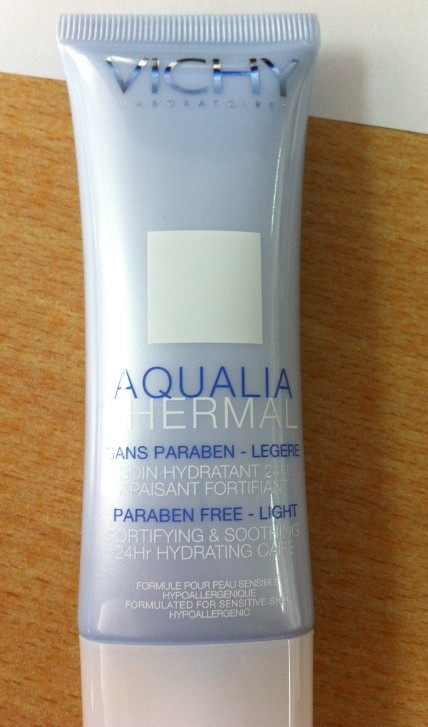 VICHY
LABORATOIRES
AQUALIA
THERMAL
SANS PARABEN - LEGERE
SOIN HYDRATANT 24H
APAISANT FORTIFIANT
PARABEN FREE - LIGHT
FORTIFYING & SOOTHING
24Hr HYDRATING CARE
FORMULE POUR PEAU SENSIBLE
HYPOALLERGENIQUE
FORMULATED FOR SENSITIVE SKIN
HYPOALLERGENIC